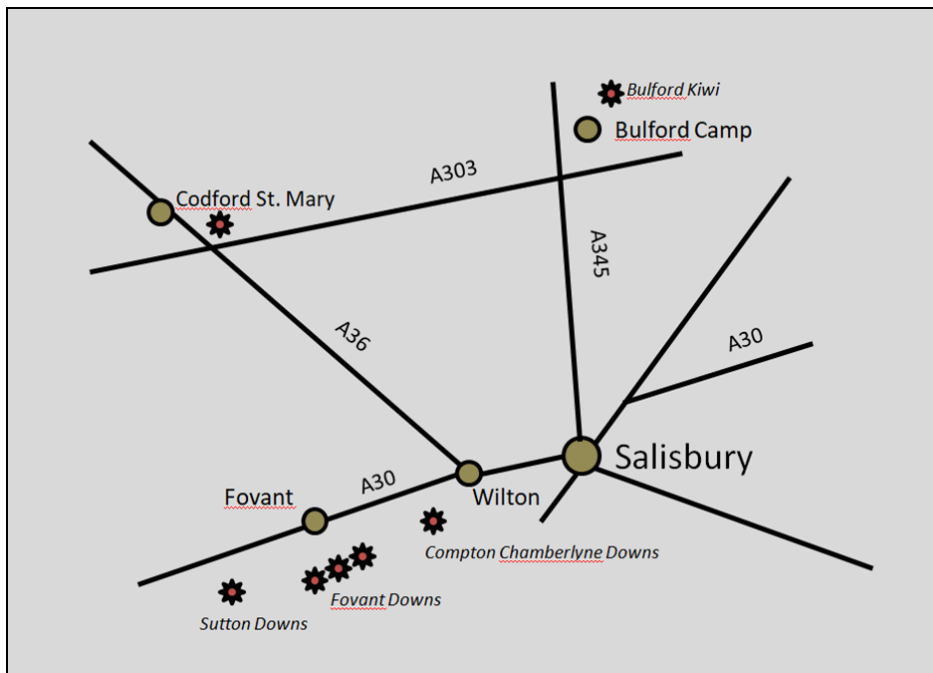 Bulford Kiwi
Bulford Camp
A303
Codford St. Mary
A345
A36
A30
Salisbury
A30
Fovant
Wilton
Compton Chamberlyne Downs
Fovant Downs
Sutton Downs